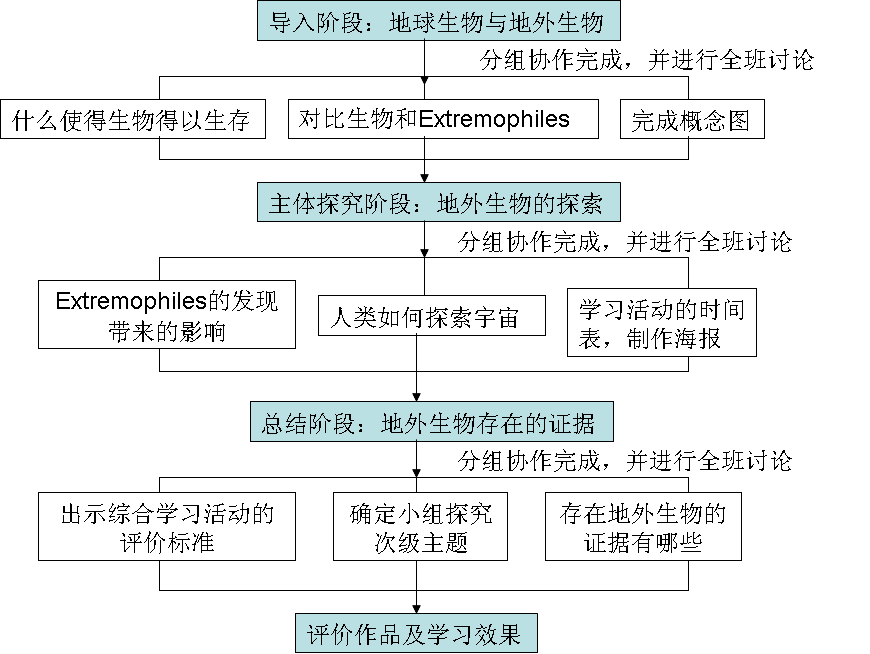 导入阶段：地球生物与地外生物
分组协作完成，并进行全班讨论
什么使得生物得以生存
对比生物和Extremophiles
完成概念图
主体探究阶段：地外生物的探索
分组协作完成，并进行全班讨论
Extremophiles的发现
带来的影响
人类如何探索宇宙
学习活动的时间
表，制作海报
总结阶段：地外生物存在的证据
分组协作完成，并进行全班讨论
出示综合学习活动的
评价标准
确定小组探究
次级主题
存在地外生物的
证据有哪些
评价作品及学习效果